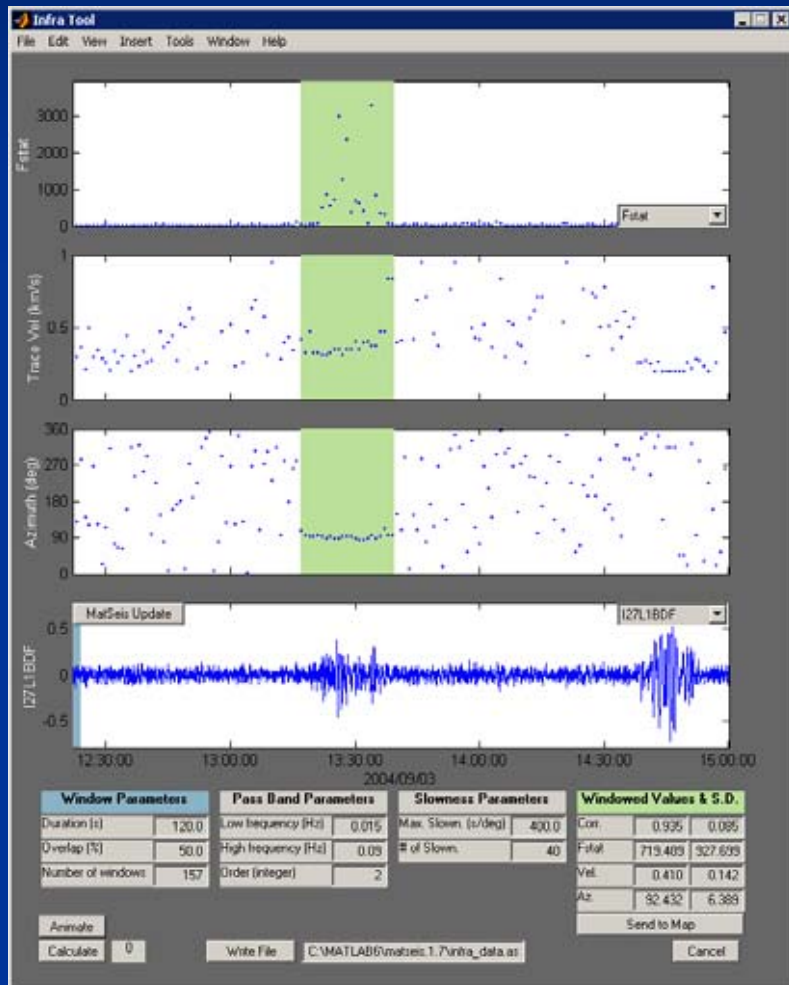 Infra Tool
File Edit View Insert Tools Window Help
Fstat
3000
2000
1000
0
Fstat
Trace Vel (km/s)
1
0.5
0
Azimuth (deg)
360
270
180
90
0
MatSeis Update
I27L1BDF
I27L1BDF
0.5
0
-0.5
12:30:00 13:00:00 13:30:00 14:00:00 14:30:00 15:00:00
2004/09/03
Window Parameters
Duration (s) 120.0
Overlap (%) 50.0
Number of windows 157
Pass Band Parameters
Low frequency (Hz) 0.015
High frequency (Hz) 0.09
Order (integer) 2
Slowness Parameters
Max. Slown. (s/deg) 400.0
# of Slown. 40
Windowed Values & S.D.
Corr. 0.935 0.085
Fstat 719.489 927.699
Vel. 0.410 0.142
Az. 92.432 6.389
Send to Map
Animate
Calculate 0
Write File C:\MATLAB6\matseis.1.7\infra_data.as
Cancel